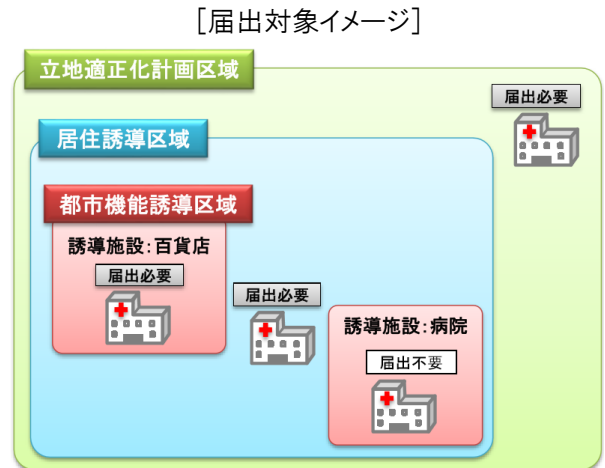 ［届出対象イメージ］
立地適正化計画区域
届出必要
居住誘導区域
都市機能誘導区域
誘導施設：百貨店
届出必要
届出必要
誘導施設：病院
届出不要